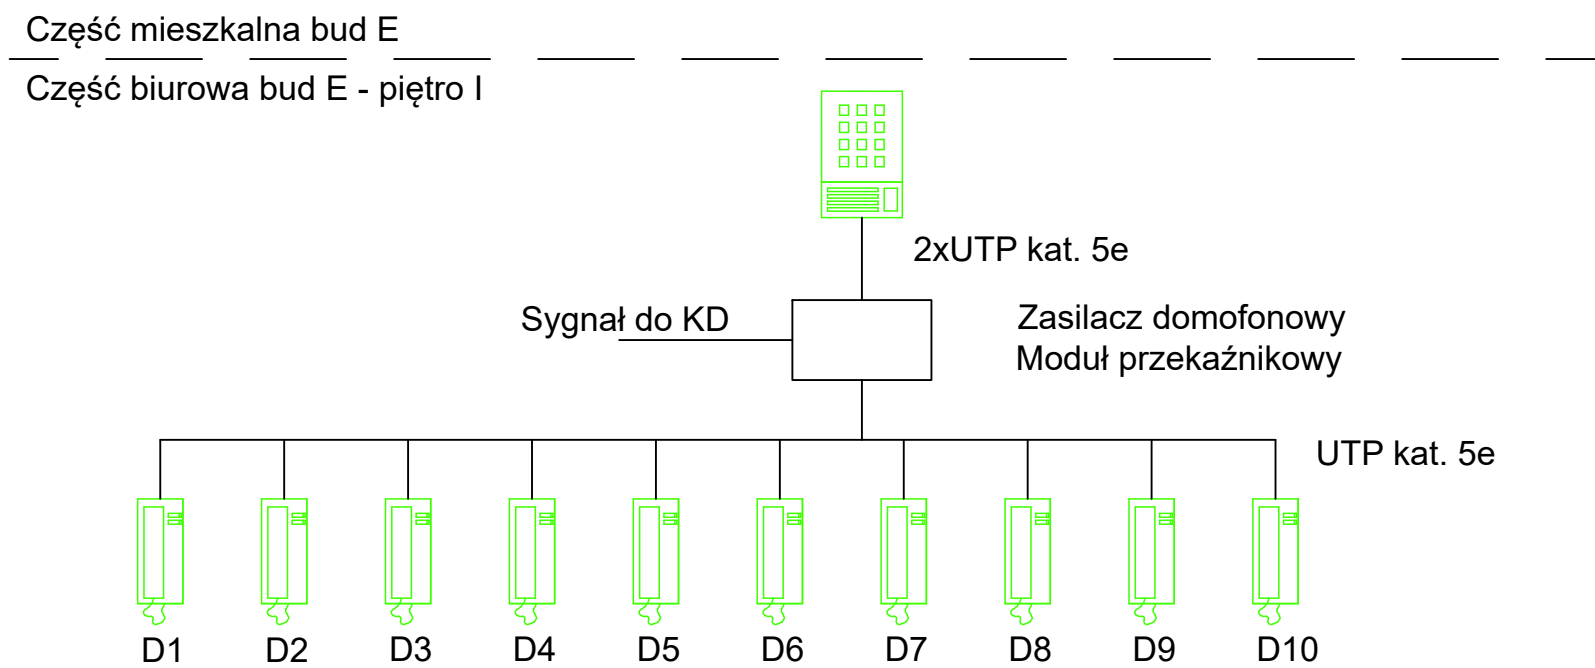 Część mieszkalna bud E
Część biurowa bud E - piętro I
2xUTP kat. 5e
Sygnał do KD
Zasilacz domofonowy
Moduł przekaźnikowy
UTP kat. 5e
D1 D2 D3 D4 D5 D6 D7 D8 D9 D10